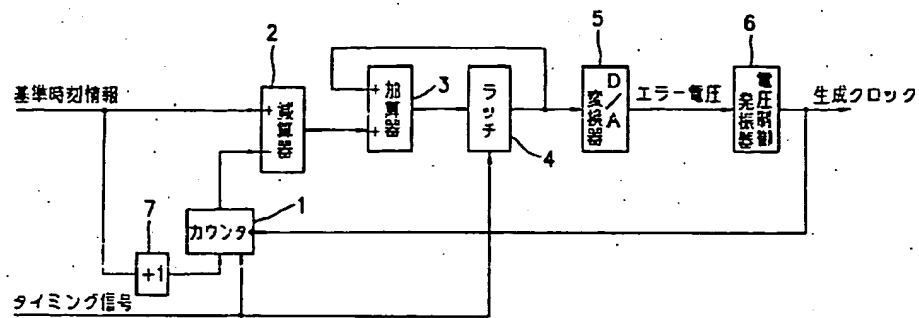 5
6
2
基準時刻情報
+
減算器
−
+
加算器
+
3
ラッチ
4
D/A
変換器
エラー電圧
電圧制御
発振器
生成クロック
7
+1
カウンタ
1
タイミング信号